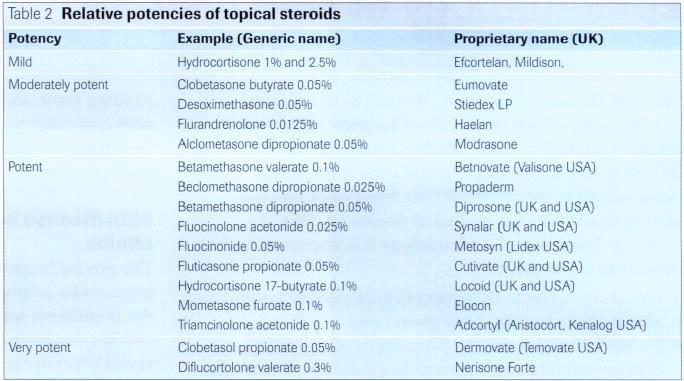 Table 2 Relative potencies of topical steroids
Potency Example (Generic name) Proprietary name (UK)
Mild Hydrocortisone 1% and 2.5% Efcortelan, Mildison,
Moderately potent Clobetasone butyrate 0.05% Eumovate
Desoximethasone 0.05% Stiedex LP
Flurandrenolone 0.0125% Haelan
Alclometasone dipropionate 0.05% Modrasone
Potent Betamethasone valerate 0.1% Betnovate (Valisone USA)
Beclomethasone dipropionate 0.025% Propaderm
Betamethasone dipropionate 0.05% Diprosone (UK and USA)
Fluocinolone acetonide 0.025% Synalar (UK and USA)
Fluocinonide 0.05% Metosyn (Lidex USA)
Fluticasone propionate 0.05% Cutivate (UK and USA)
Hydrocortisone 17-butyrate 0.1% Locoid (UK and USA)
Mometasone furoate 0.1% Elocon
Triamcinolone acetonide 0.1% Adcortyl (Aristocort, Kenalog USA)
Very potent Clobetasol propionate 0.05% Dermovate (Temovate USA)
Diflucortolone valerate 0.3% Nerisone Forte